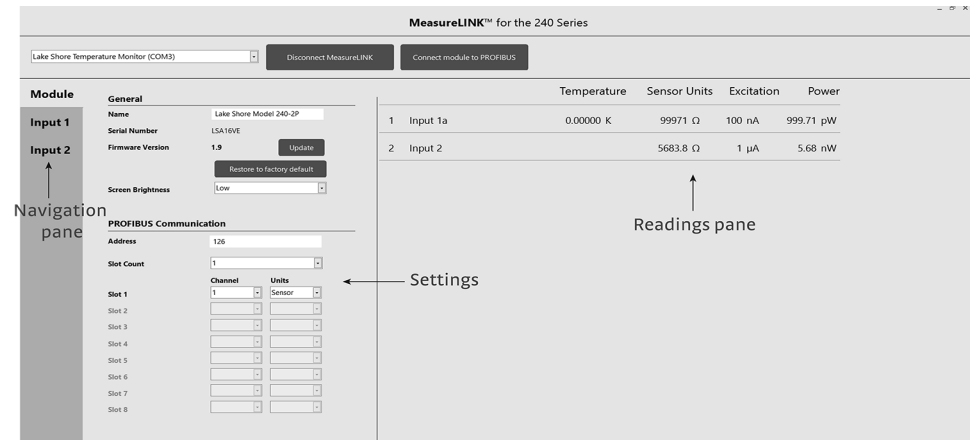 MeasureLINK™ for the 240 Series
Lake Shore Temperature Monitor (COM3) Disconnect MeasureLINK Connect module to PROFIBUS
Module
Input 1
Input 2
Navigation
pane
General
Name Lake Shore Model 240-2P
Serial Number LSA16VE
Firmware Version 1.9 Update
Restore to factory default
Screen Brightness Low
PROFIBUS Communication
Address 126
Slot Count 1
Channel Units
Slot 1 1 Sensor
Slot 2
Slot 3
Slot 4
Slot 5
Slot 6
Slot 7
Slot 8
Settings
Temperature Sensor Units Excitation Power
1 Input 1a 0.00000 K 99971 Ω 100 nA 999.71 pW
2 Input 2 5683.8 Ω 1 µA 5.68 nW
Readings pane